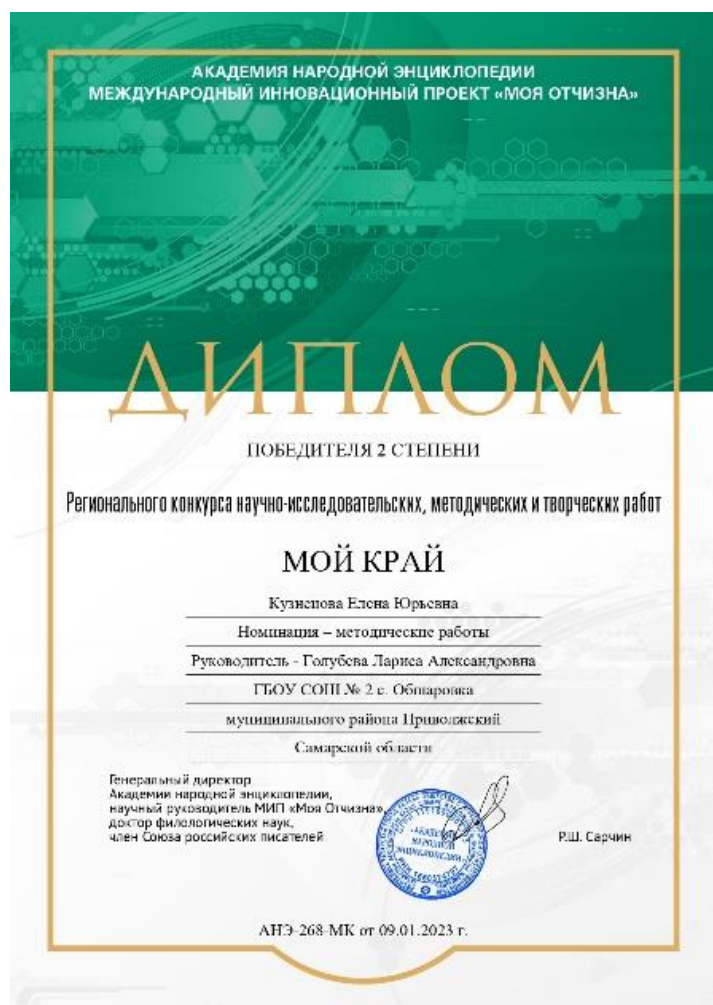 АКАДЕМИЯ НАРОДНОЙ ЭНЦИКЛОПЕДИИ
МЕЖДУНАРОДНЫЙ ИННОВАЦИОННЫЙ ПРОЕКТ «МОЯ ОТЧИЗНА»
ДИПЛОМ
ПОБЕДИТЕЛЯ 2 СТЕПЕНИ
Регионального конкурса научно-исследовательских, методических и творческих работ
МОЙ КРАЙ
Кузнецова Елена Юрьевна
Номинация – методические работы
Руководитель - Голубева Лариса Александровна
ГБОУ СОШ № 2 с. Обшаровка
муниципального района Приволжский
Самарской области
Генеральный директор
Академии народной энциклопедии,
научный руководитель МИП «Моя Отчизна»,
доктор филологических наук,
член Союза российских писателей
«АКАДЕМИЯ
НАРОДНОЙ
ЭНЦИКЛОПЕДИИ»
Р.Ш. Сарчин
АНЭ-268-МК от 09.01.2023 г.